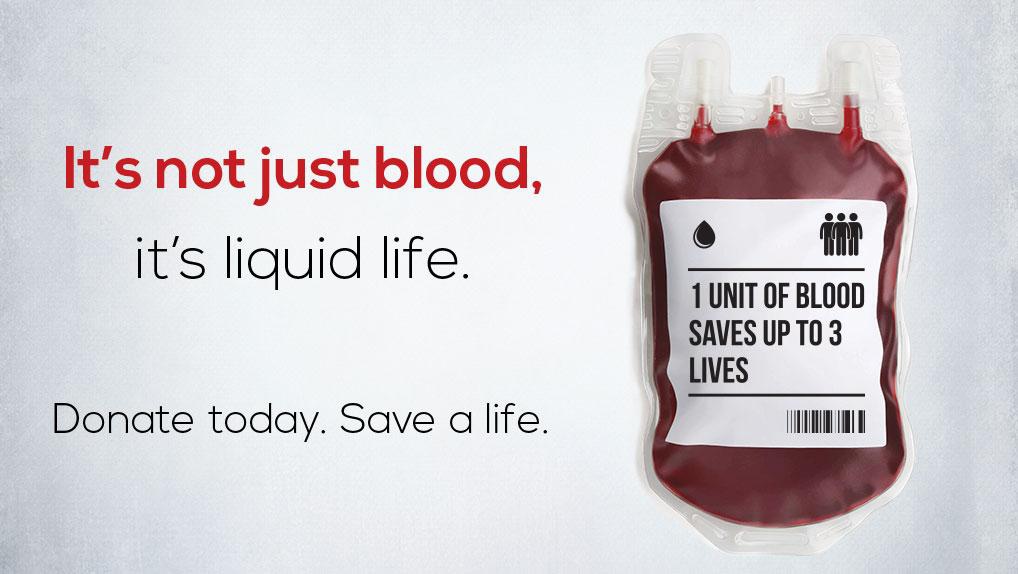 It’s not just blood,
it’s liquid life.
Donate today. Save a life.
1 UNIT OF BLOOD
SAVES UP TO 3
LIVES